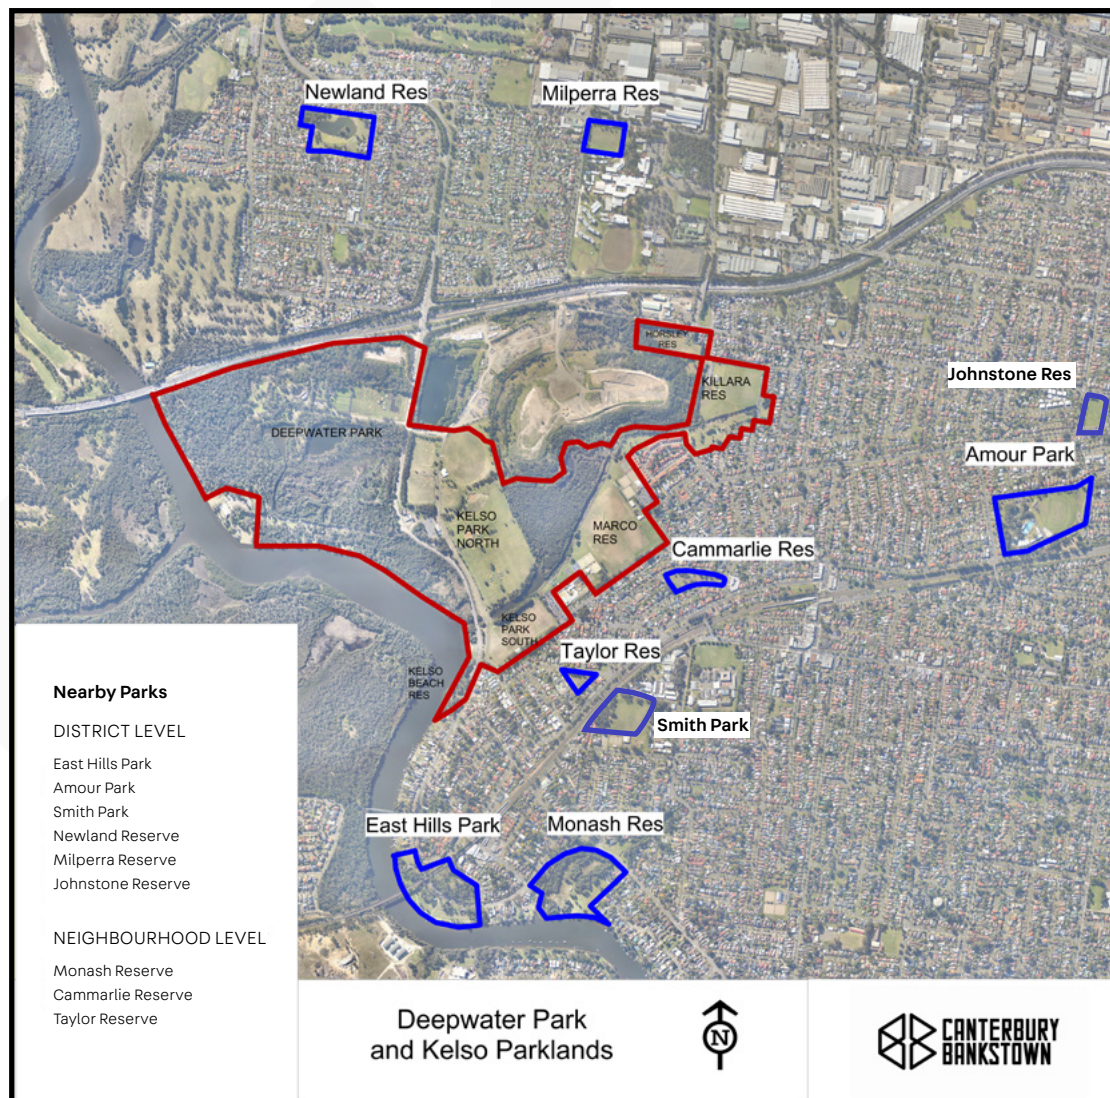 Newland Res
Milperra Res
HORSLEY
RES
KILLARA
RES
Johnstone Res
DEEPWATER PARK
Amour Park
KELSO
PARK
NORTH
MARCO
RES
Cammarlie Res
KELSO
PARK
SOUTH
Taylor Res
KELSO
BEACH
RES
Smith Park
East Hills Park
Monash Res
Nearby Parks
DISTRICT LEVEL
East Hills Park
Amour Park
Smith Park
Newland Reserve
Milperra Reserve
Johnstone Reserve
NEIGHBOURHOOD LEVEL
Monash Reserve
Cammarlie Reserve
Taylor Reserve
Deepwater Park
and Kelso Parklands
N
CANTERBURY
BANKSTOWN